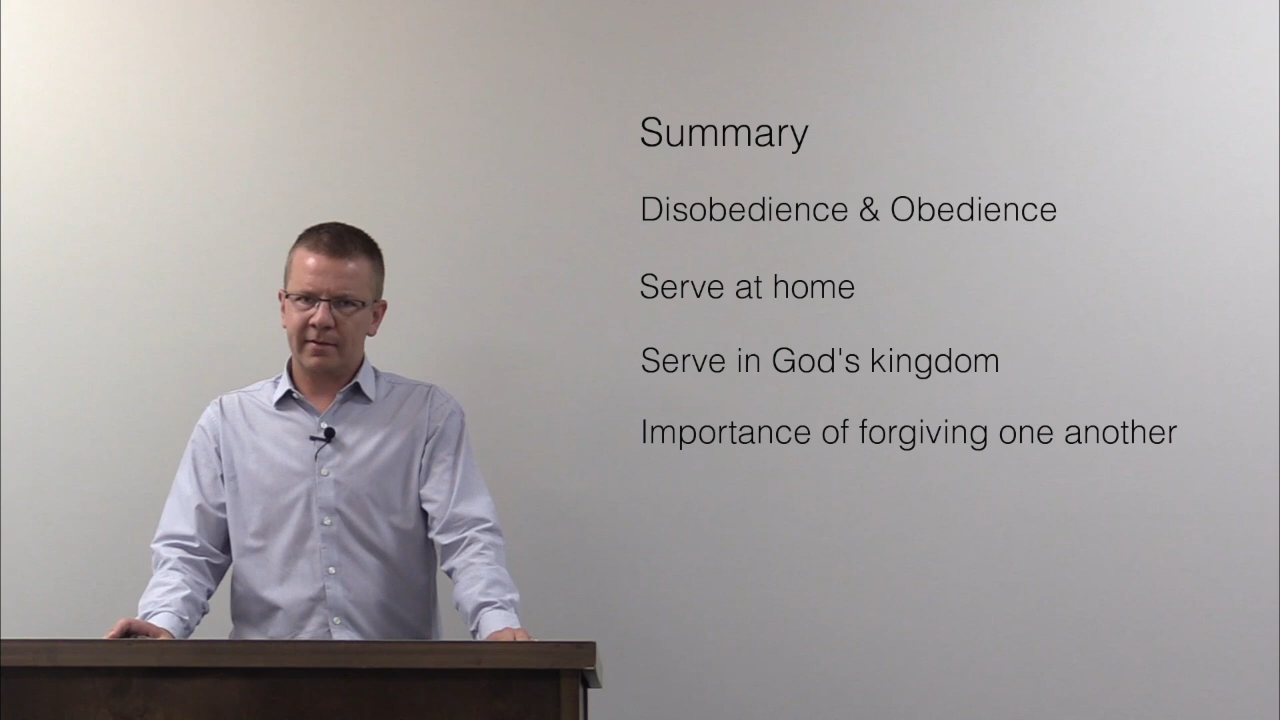 Summary
Disobedience & Obedience
Serve at home
Serve in God's kingdom
Importance of forgiving one another